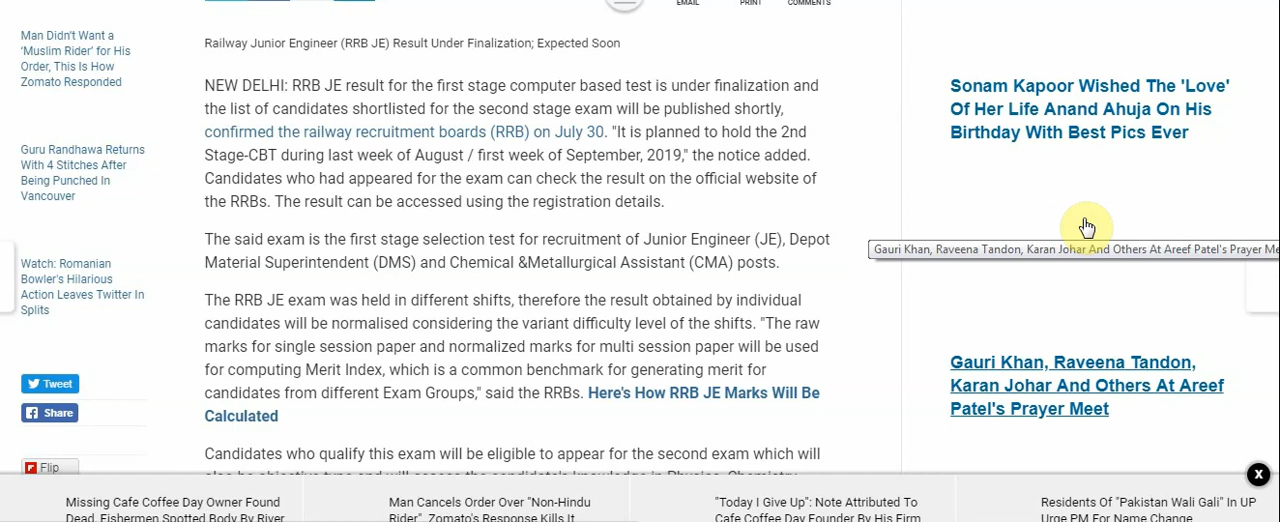 EMAIL
PRINT
COMMENTS
Man Didn't Want a
'Muslim Rider' for His
Order, This Is How
Zomato Responded
Guru Randhawa Returns
With 4 Stitches After
Being Punched In
Vancouver
Watch: Romanian
Bowler's Hilarious
Action Leaves Twitter In
Splits
Tweet
Share
Flip
Railway Junior Engineer (RRB JE) Result Under Finalization; Expected Soon
NEW DELHI: RRB JE result for the first stage computer based test is under finalization and
the list of candidates shortlisted for the second stage exam will be published shortly,
confirmed the railway recruitment boards (RRB) on July 30. "It is planned to hold the 2nd
Stage-CBT during last week of August / first week of September, 2019," the notice added.
Candidates who had appeared for the exam can check the result on the official website of
the RRBs. The result can be accessed using the registration details.
The said exam is the first stage selection test for recruitment of Junior Engineer (JE), Depot
Material Superintendent (DMS) and Chemical &Metallurgical Assistant (CMA) posts.
The RRB JE exam was held in different shifts, therefore the result obtained by individual
candidates will be normalised considering the variant difficulty level of the shifts. "The raw
marks for single session paper and normalized marks for multi session paper will be used
for computing Merit Index, which is a common benchmark for generating merit for
candidates from different Exam Groups," said the RRBs. Here's How RRB JE Marks Will Be
Calculated
Candidates who qualify this exam will be eligible to appear for the second exam which will
also be objective type and will assess the candidate's knowledge in Physics, Chemistry,
Sonam Kapoor Wished The 'Love'
Of Her Life Anand Ahuja On His
Birthday With Best Pics Ever
Gauri Khan, Raveena Tandon, Karan Johar And Others At Areef Patel's Prayer Me
Gauri Khan, Raveena Tandon,
Karan Johar And Others At Areef
Patel's Prayer Meet
X
Missing Cafe Coffee Day Owner Found
Dead, Fishermen Spotted Body By River
Man Cancels Order Over "Non-Hindu
Rider". Zomato's Response Kills It
"Today I Give Up": Note Attributed To
Cafe Coffee Day Founder By His Firm
Residents Of "Pakistan Wali Gali" In UP
Urge PM For Name Change